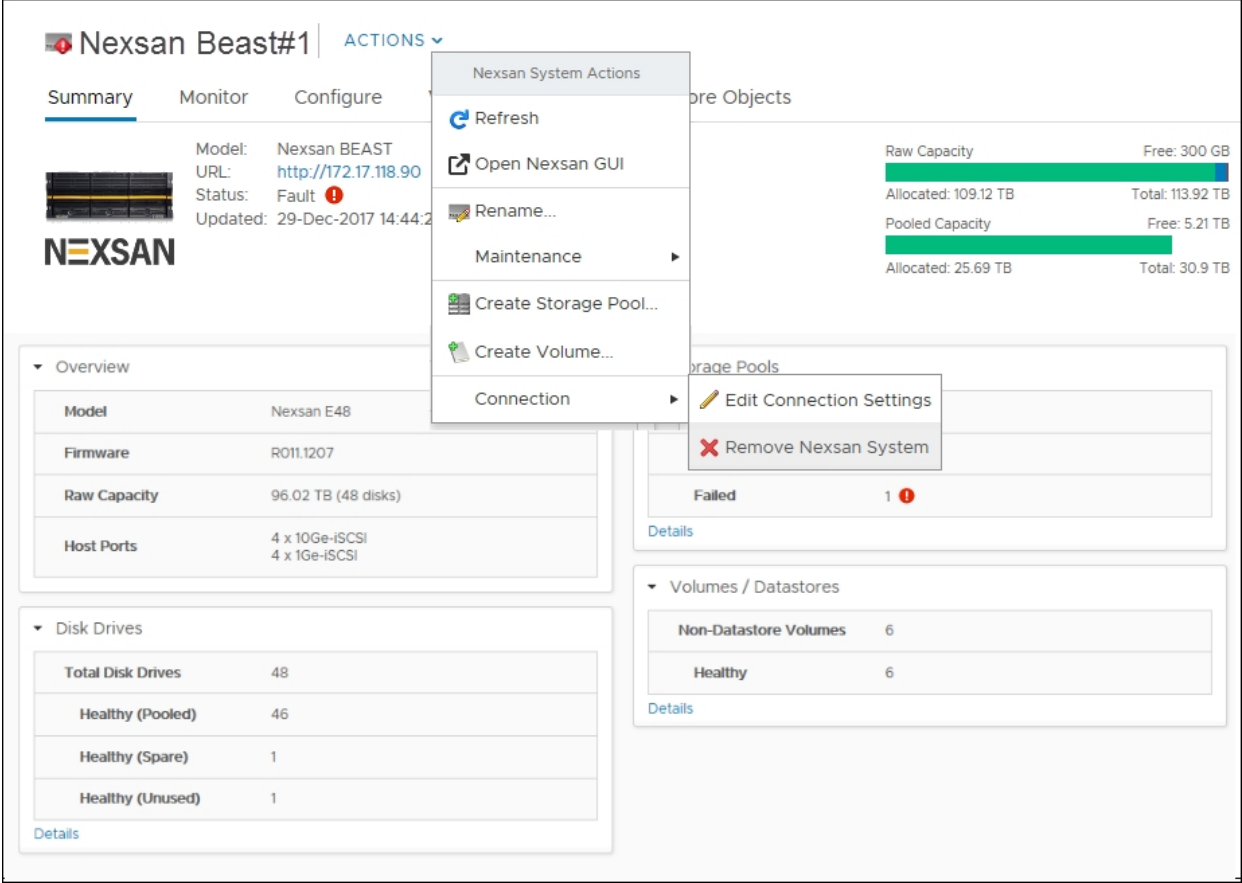 Nexsan Beast#1
ACTIONS
Nexsan System Actions
Refresh
Open Nexsan GUI
Rename...
Maintenance
Create Storage Pool...
Create Volume...
Connection
Edit Connection Settings
Remove Nexsan System
Summary Monitor Configure ore Objects
Model: Nexsan BEAST
URL: http://172.17.118.90
Status: Fault
Updated: 29-Dec-2017 14:44:2
NEXSAN
Raw Capacity Free: 300 GB
Allocated: 109.12 TB Total: 113.92 TB
Pooled Capacity Free: 5.21 TB
Allocated: 25.69 TB Total: 30.9 TB
Overview
Model Nexsan E48
Firmware R011.1207
Raw Capacity 96.02 TB (48 disks)
Host Ports 4 x 10Ge-iSCSI
4 x 1Ge-iSCSI
Disk Drives
Total Disk Drives 48
Healthy (Pooled) 46
Healthy (Spare) 1
Healthy (Unused) 1
Details
orage Pools
Failed 1
Details
Volumes / Datastores
Non-Datastore Volumes 6
Healthy 6
Details